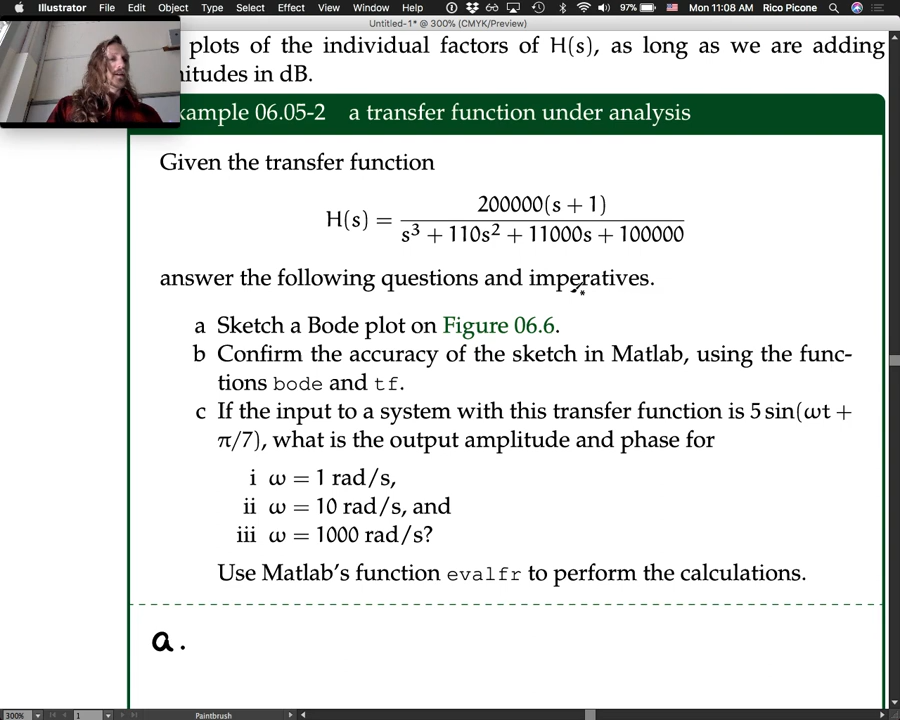 Illustrator File Edit Object Type Select Effect View Window Help 97% Mon 11:08 AM Rico Picone
Untitled-1* @ 300% (CMYK/Preview)
plots of the individual factors of H(s), as long as we are adding
itudes in dB.
ample 06.05-2 a transfer function under analysis
Given the transfer function
H(s) = 200000(s + 1)
s³ + 110s² + 11000s + 100000
answer the following questions and imperatives.
a Sketch a Bode plot on Figure 06.6.
b Confirm the accuracy of the sketch in Matlab, using the func-
tions bode and tf.
c If the input to a system with this transfer function is 5 sin(ωt +
π/7), what is the output amplitude and phase for
i ω = 1 rad/s,
ii ω = 10 rad/s, and
iii ω = 1000 rad/s?
Use Matlab's function evalfr to perform the calculations.
a.
300% 1 Paintbrush